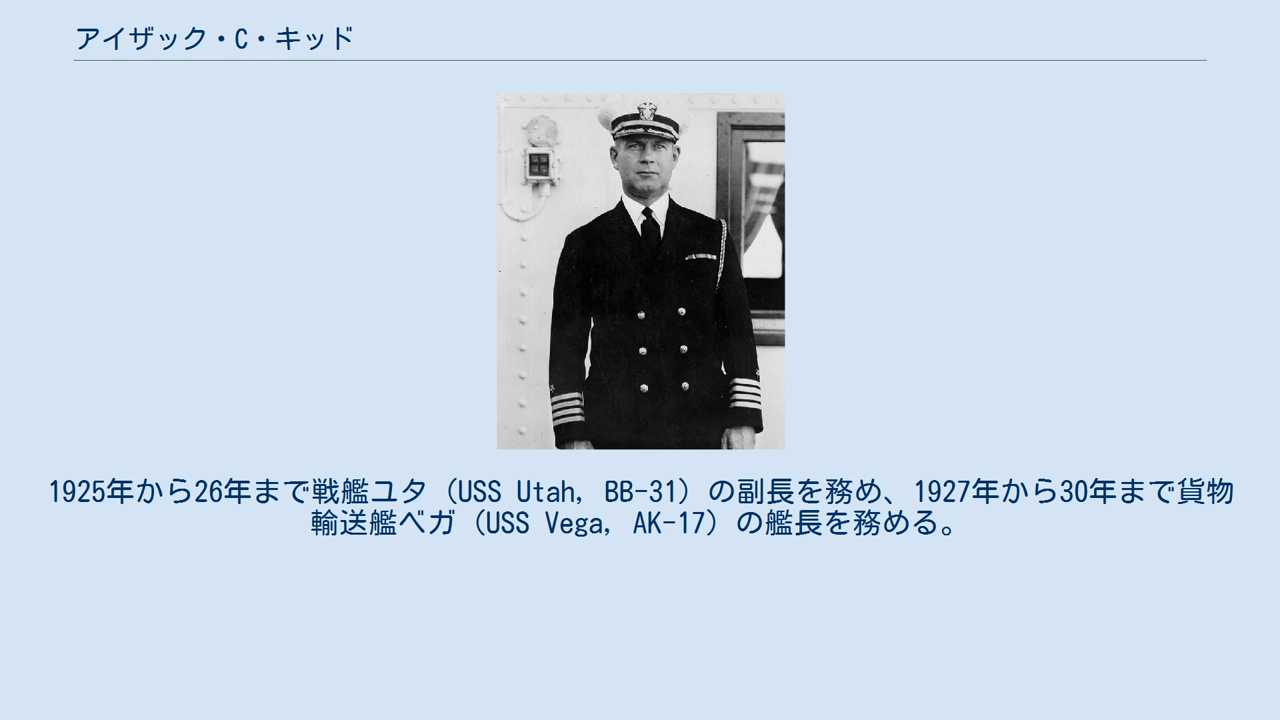 アイザック・C・キッド
1925年から26年まで戦艦ユタ（USS Utah, BB-31）の副長を務め、1927年から30年まで貨物
輸送艦ベガ（USS Vega, AK-17）の艦長を務める。